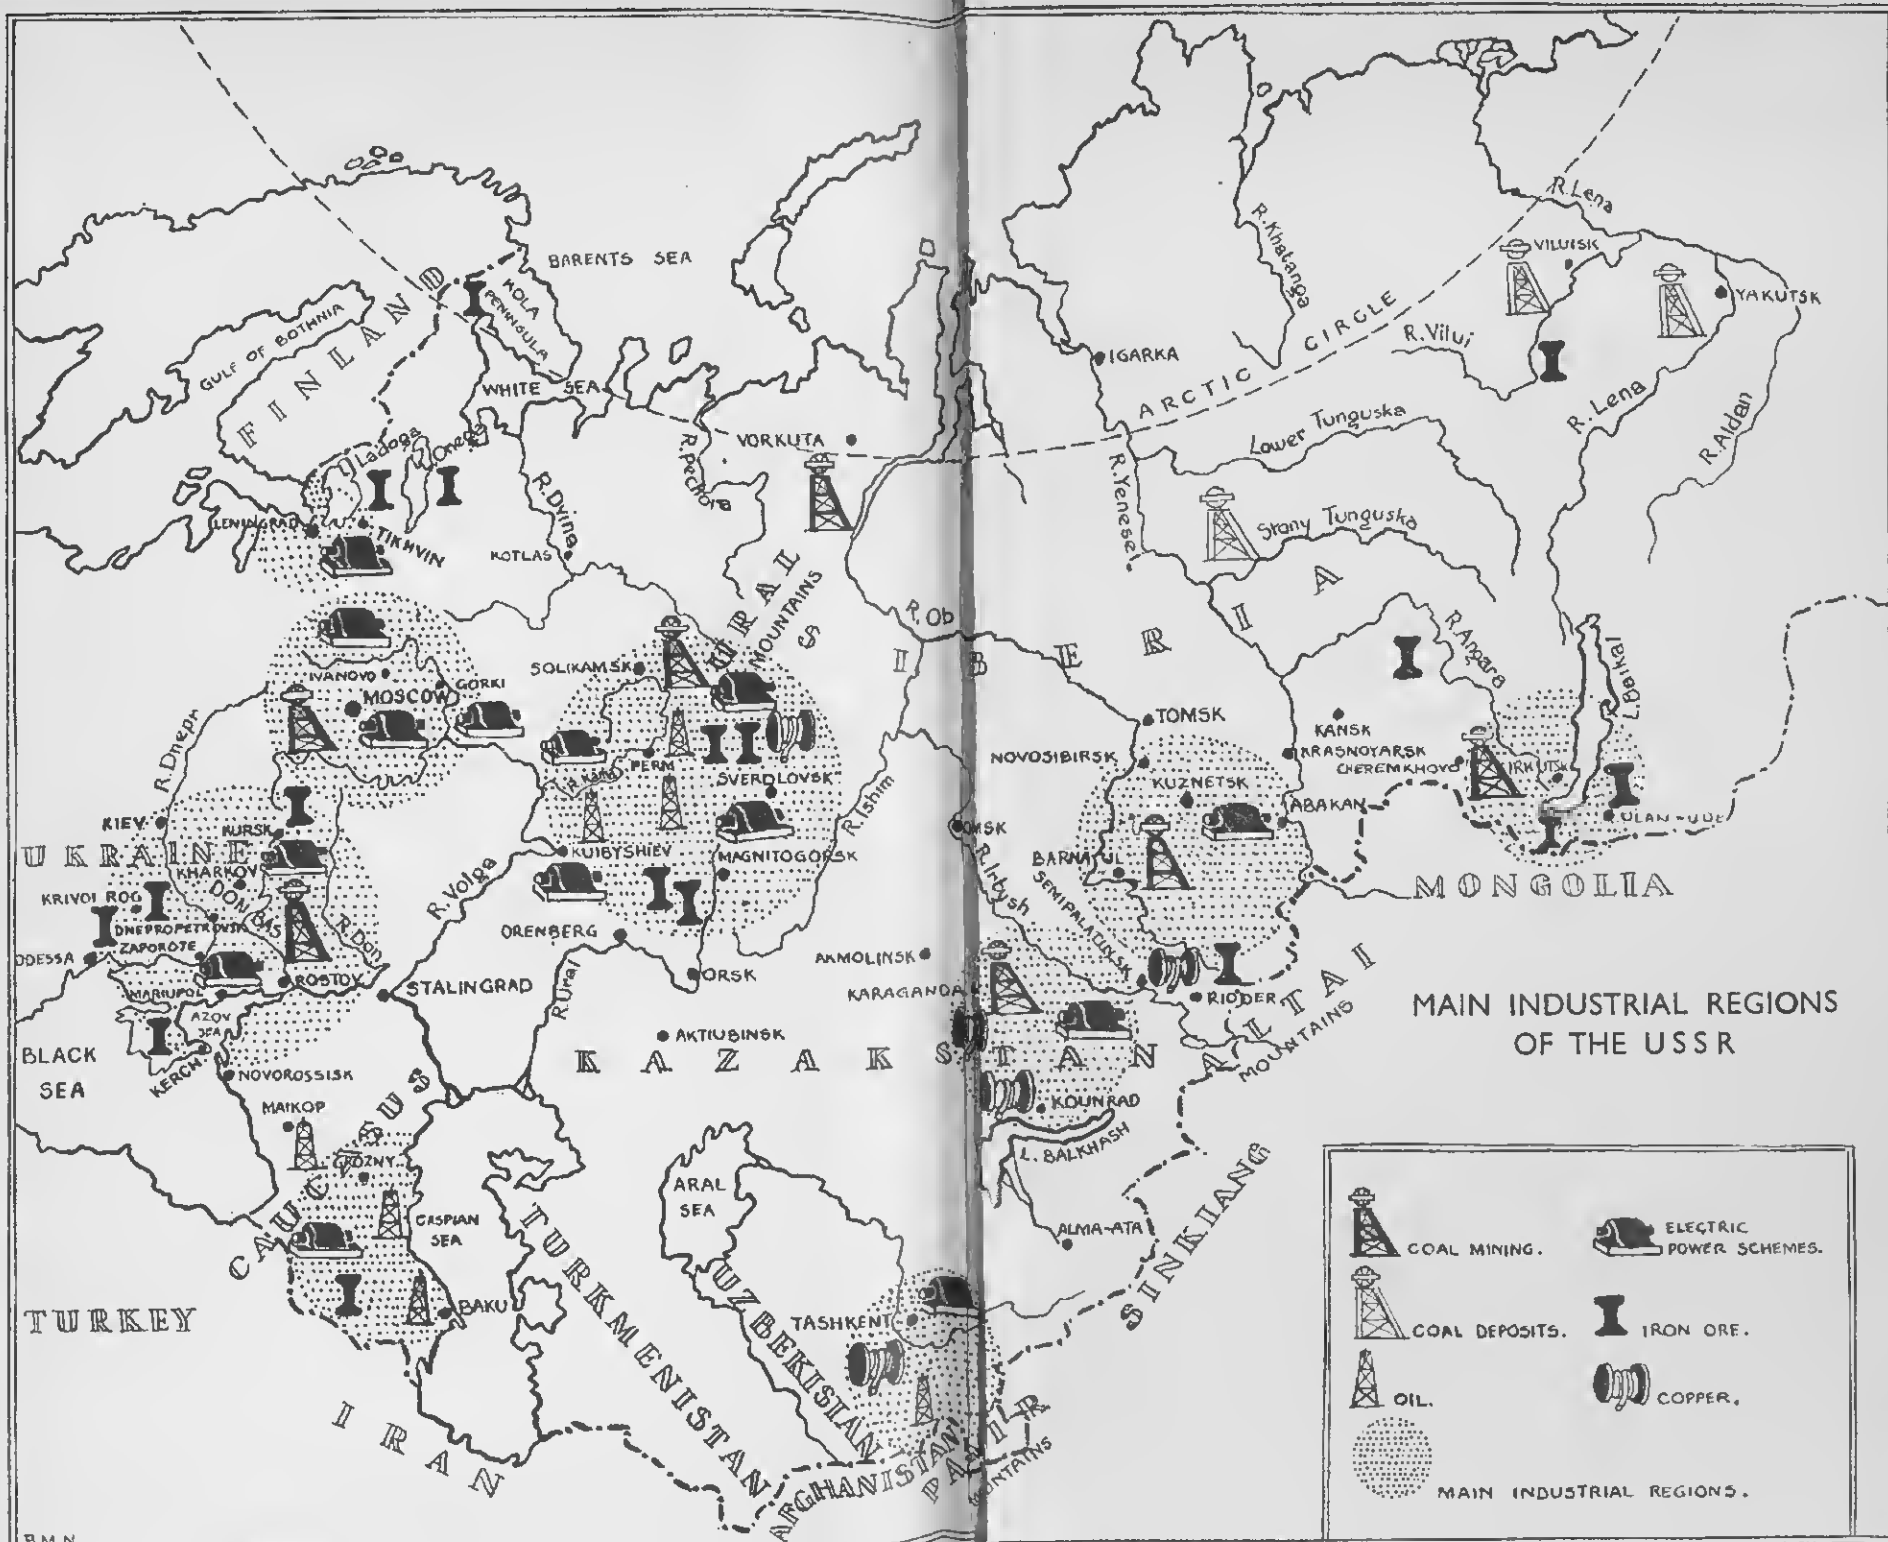 BARENTS SEA
KOLA
PENINSULA
GULF OF BOTHNIA
FINLAND
WHITE SEA
Ladoga
Onega
LENINGRAD
TIKHVIN
R.Dvina
KOTLAS
R.Pechora
VORKUTA
URAL
MOUNTAINS
SIBERIA
R.Ob
IGARKA
ARCTIC CIRCLE
R.Khatanga
R.Lena
VILUISK
YAKUTSK
R.Vilui
R.Lena
R.Aldan
Lower Tunguska
Stony Tunguska
R.Yenesei
R.Angara
L? Baikal
IVANOVO
MOSCOW
GORKI
R.Dnepr
SOLIKAMSK
PERM
R.Kama
SVERDLOVSK
R.Ishim
TOMSK
NOVOSIBIRSK
KUZNETSK
KANSK
KRASNOYARSK
CHEREMKHOVO
IRKUTSK
ABAKAN
ULAN-UDE
KIEV
KURSK
UKRAINE
KHARKOV
DON BAS
KRIVOI ROG
DNEPROPETROVSK
ZAPOROZE
ODESSA
MARIUPOL
ROSTOV
R.Don
R.Volga
KUIBYSHIEV
MAGNITOGORSK
OMSK
R.Irtysh
BARNAUL
SEMIPALATINSK
MONGOLIA
ORENBERG
ORSK
AKMOLINSK
KARAGANDA
RIDDER
ALTAI
MOUNTAINS
STALINGRAD
R.Ural
AKTIUBINSK
KAZAKSTAN
AZOV
SEA
KERCH
BLACK
SEA
NOVOROSSISK
MAIKOP
GROZNY
CAUCASUS
CASPIAN
SEA
BAKU
TURKEY
IRAN
ARAL
SEA
KOUNRAD
L. BALKHASH
ALMA-ATA
SINKIANG
TURKMENISTAN
UZBEKISTAN
TASHKENT
AFGHANISTAN
PAMIR
MOUNTAINS
MAIN INDUSTRIAL REGIONS
OF THE USSR
COAL MINING.
ELECTRIC
POWER SCHEMES.
COAL DEPOSITS.
IRON ORE.
OIL.
COPPER.
MAIN INDUSTRIAL REGIONS.